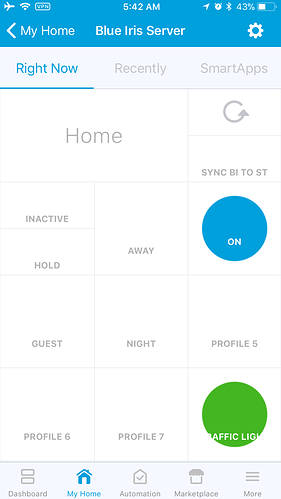 VPN
5:42 AM
43%
My Home
Blue Iris Server
Right Now
Recently
SmartApps
Home
SYNC BI TO ST
INACTIVE
HOLD
AWAY
ON
GUEST
NIGHT
PROFILE 5
PROFILE 6
PROFILE 7
RAFFIC LIGH
Dashboard
My Home
Automation
Marketplace
More